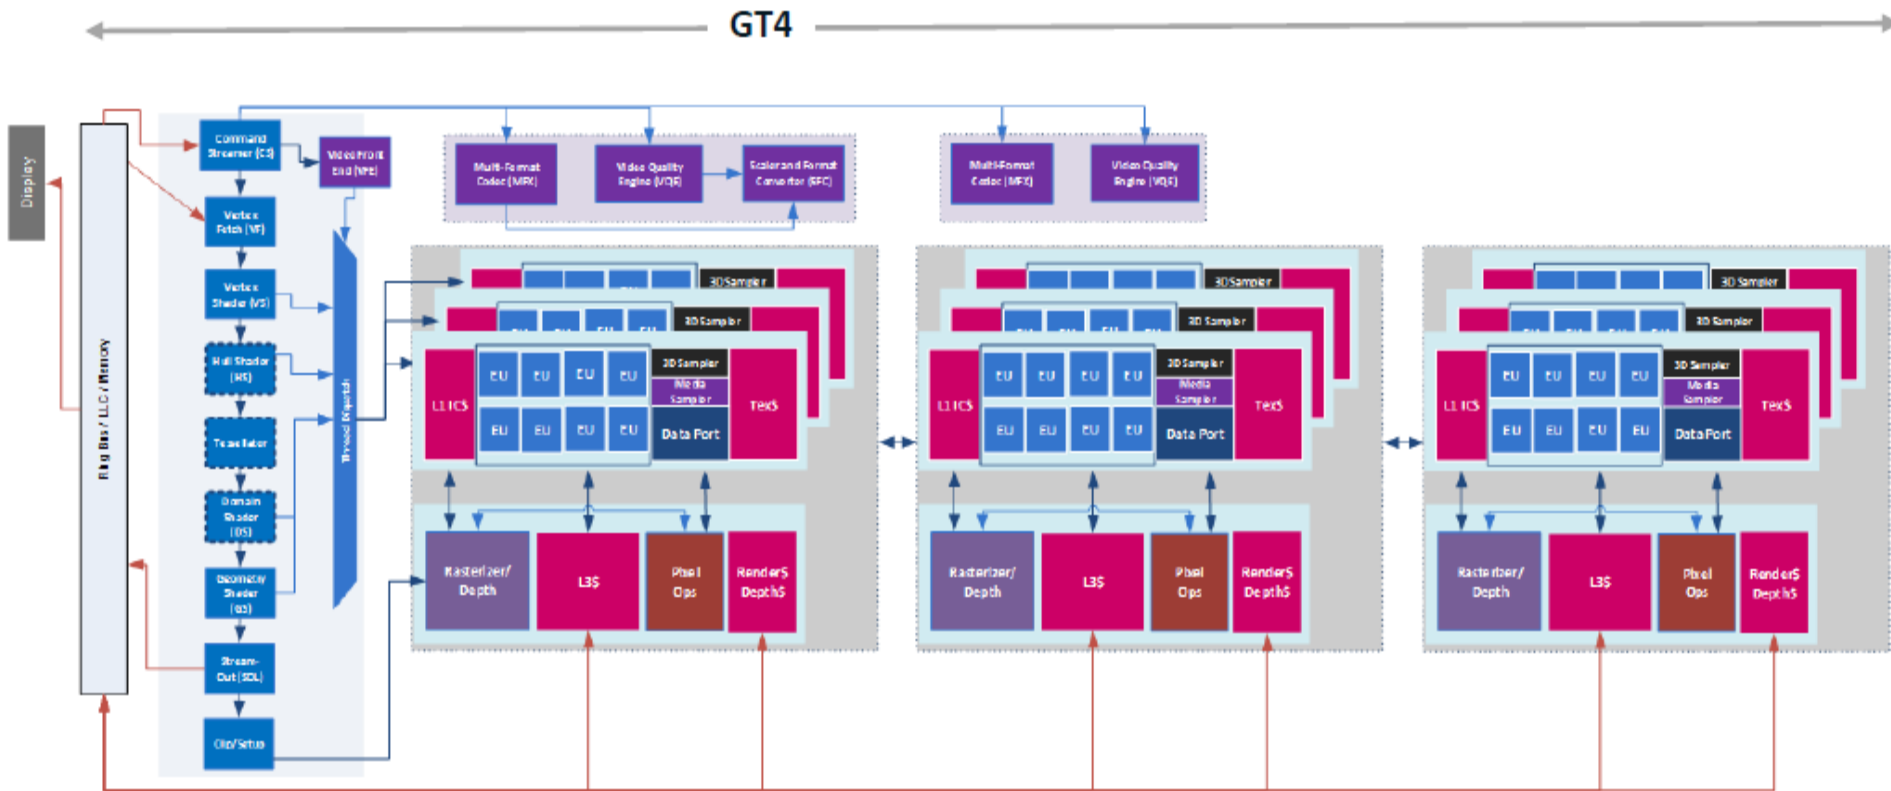 GT4
Display
Ring Bus / LLC / Memory
Command
Streamer (CS)
Video Front
End (VFE)
Vertex
Fetch (VF)
Vertex
Shader (VS)
Hull Shader
(HS)
Tessellator
Domain
Shader
(DS)
Geometry
Shader
(GS)
Stream-
Out (SOL)
Clip/Setup
Thread Dispatch
Multi-Format
Codec (MFX)
Video Quality
Engine (VQE)
Scaler and Format
Converter (SFC)
Multi-Format
Codec (MFX)
Video Quality
Engine (VQE)
3D Sampler
3D Sampler
L1 IC$
EU EU EU EU
EU EU EU EU
3D Sampler
Media
Sampler
Data Port
Tex$
Rasterizer/
Depth
L3$
Pixel
Ops
Render$
Depth$
3D Sampler
3D Sampler
L1 IC$
EU EU EU EU
EU EU EU EU
3D Sampler
Media
Sampler
Data Port
Tex$
Rasterizer/
Depth
L3$
Pixel
Ops
Render$
Depth$
3D Sampler
3D Sampler
L1 IC$
EU EU EU EU
EU EU EU EU
3D Sampler
Media
Sampler
Data Port
Tex$
Rasterizer/
Depth
L3$
Pixel
Ops
Render$
Depth$